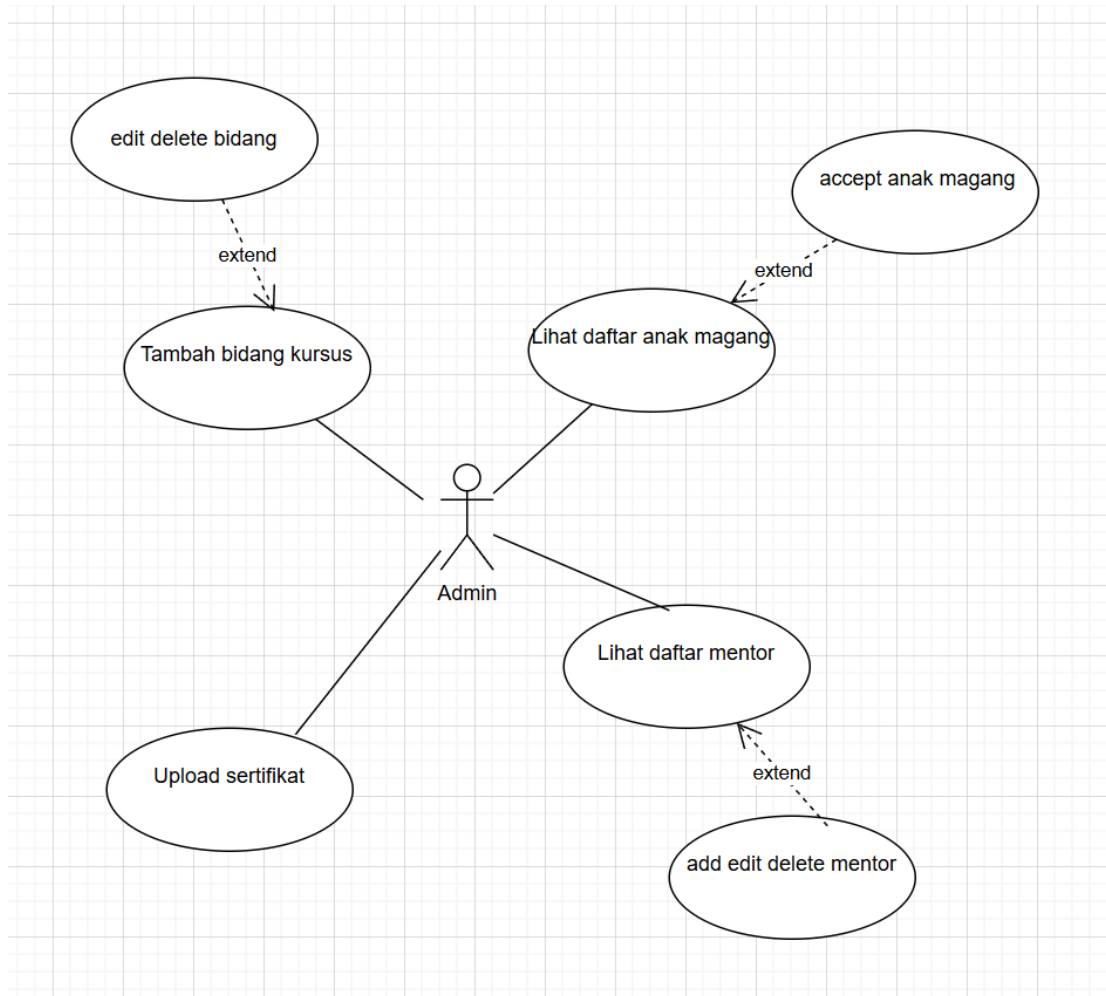 edit delete bidang
accept anak magang
extend
extend
Tambah bidang kursus
Lihat daftar anak magang
Admin
Lihat daftar mentor
Upload sertifikat
extend
add edit delete mentor